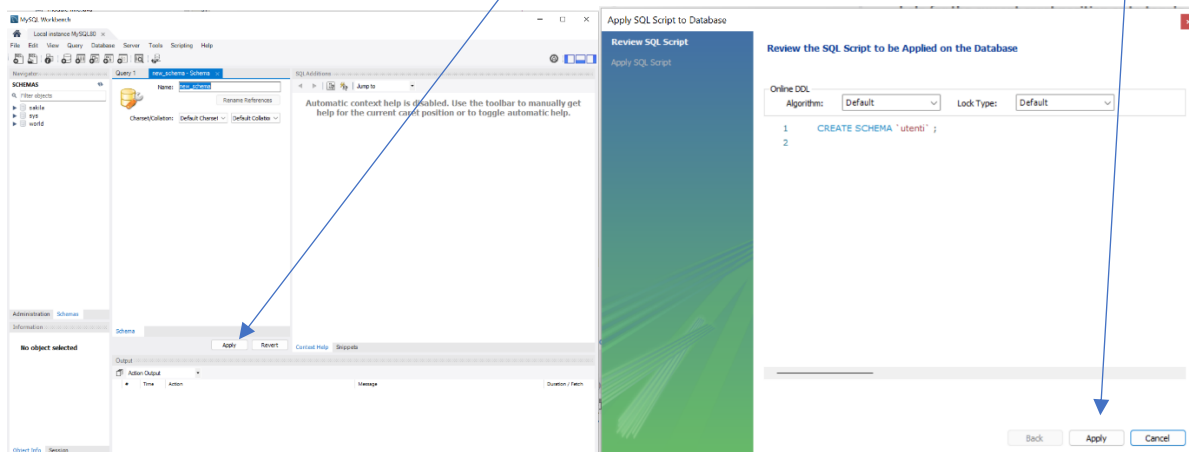 MySQL Workbench
Local instance MySQL80
File Edit View Query Database Server Tools Scripting Help
Navigator
SCHEMAS
Filter objects
sakila
sys
world
Administration Schemas
Information
No object selected
Object Info Session
Query 1 new_schema - Schema
Name: new_schema
Rename References
Charset/Collation: Default Charset Default Collation
Schema
Apply Revert
SQL Additions
Jump to
Automatic context help is disabled. Use the toolbar to manually get
help for the current caret position or to toggle automatic help.
Context Help Snippets
Output
Action Output
# Time Action Message Duration / Fetch
Apply SQL Script to Database
Review SQL Script
Apply SQL Script
Review the SQL Script to be Applied on the Database
Online DDL
Algorithm: Default Lock Type: Default
1 CREATE SCHEMA `utenti` ;
2
Back Apply Cancel